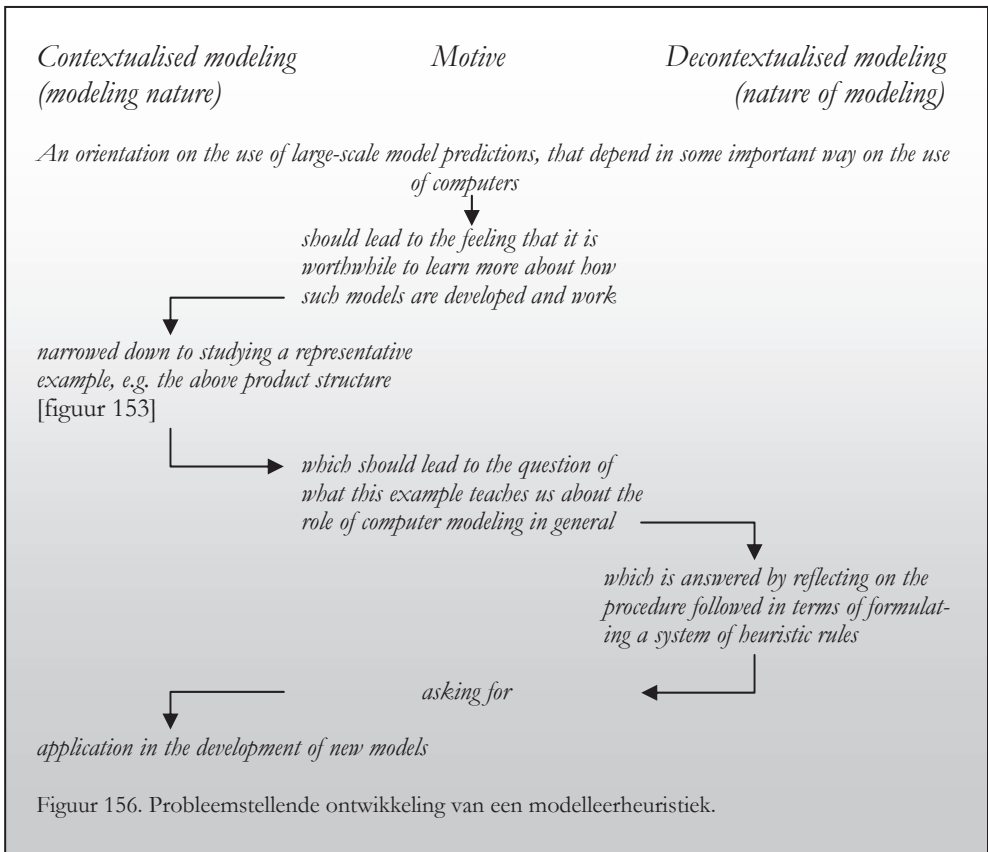 Contextualised modeling Motive Decontextualised modeling
(modeling nature) (nature of modeling)
An orientation on the use of large-scale model predictions, that depend in some important way on the use
of computers
should lead to the feeling that it is
worthwhile to learn more about how
such models are developed and work
narrowed down to studying a representative
example, e.g. the above product structure
[figuur 153]
which should lead to the question of
what this example teaches us about the
role of computer modeling in general
which is answered by reflecting on the
procedure followed in terms of formulat-
ing a system of heuristic rules
asking for
application in the development of new models
Figuur 156. Probleemstellende ontwikkeling van een modelleerheuristiek.